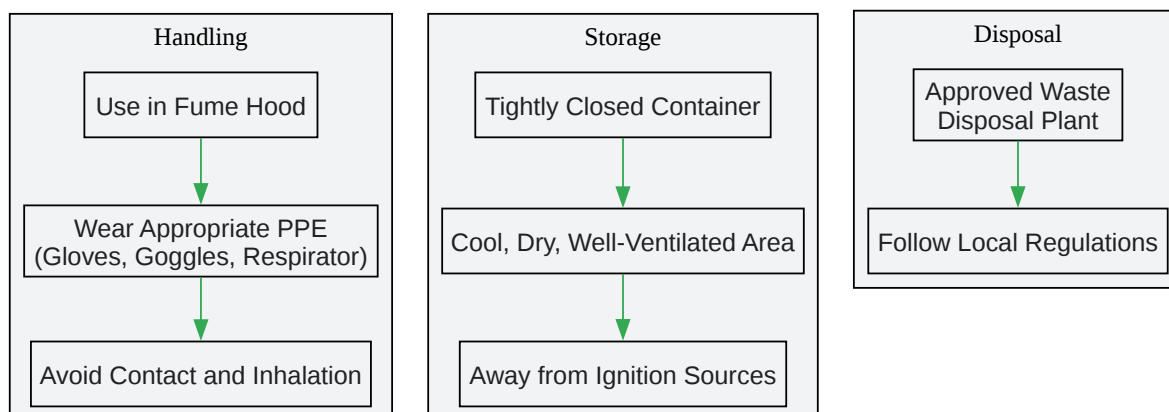 Handling
Use in Fume Hood
Wear Appropriate PPE
(Gloves, Goggles, Respirator)
Avoid Contact and Inhalation
Storage
Tightly Closed Container
Cool, Dry, Well-Ventilated Area
Away from Ignition Sources
Disposal
Approved Waste
Disposal Plant
Follow Local Regulations